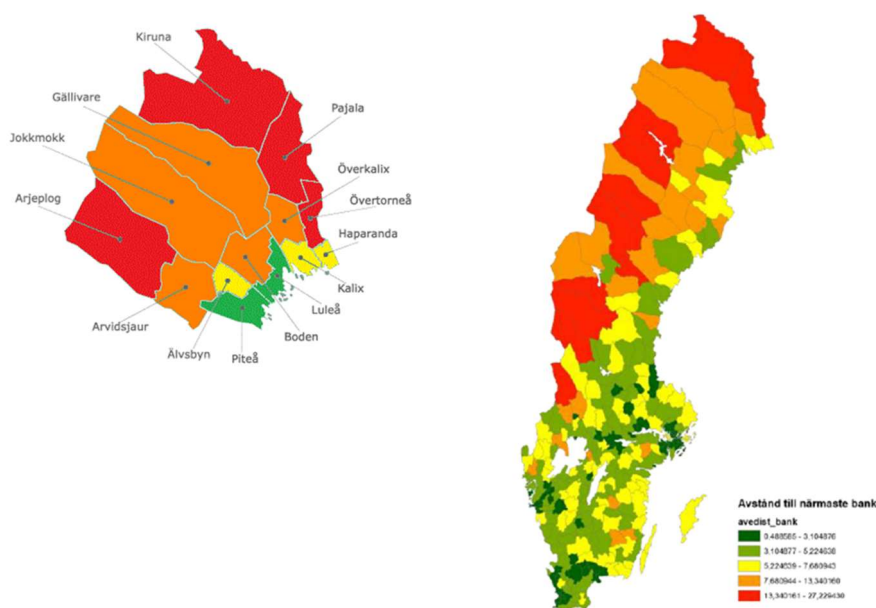 Kiruna
Gällivare
Pajala
Jokkmokk
Överkalix
Arjeplog
Övertorneå
Haparanda
Kalix
Luleå
Arvidsjaur
Boden
Älvsbyn
Piteå
Avstånd till närmaste bank
avedist_bank
0,488585 - 3,104876
3,104877 - 5,224638
5,224639 - 7,680943
7,680944 - 13,340160
13,340161 - 27,229430